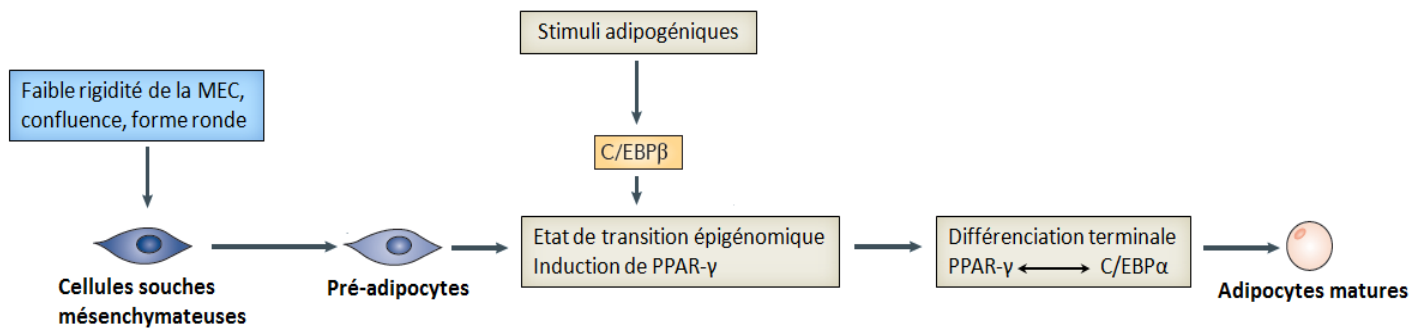 Stimuli adipogéniques
Faible rigidité de la MEC,
confluence, forme ronde
C/EBPβ
Etat de transition épigénomique
Induction de PPAR-γ
Différenciation terminale
PPAR-γ C/EBPα
Cellules souches
mésenchymateuses
Pré-adipocytes
Adipocytes matures